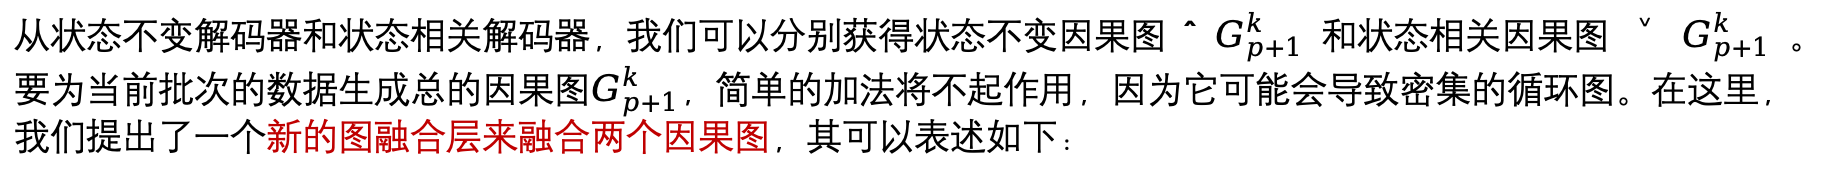 从状态不变解码器和状态相关解码器，我们可以分别获得状态不变因果图 ˆ $G_{p+1}^{k}$ 和状态相关因果图 ˇ $G_{p+1}^{k}$ 。
要为当前批次的数据生成总的因果图$G_{p+1}^{k}$，简单的加法将不起作用，因为它可能会导致密集的循环图。在这里，
我们提出了一个新的图融合层来融合两个因果图，其可以表述如下：